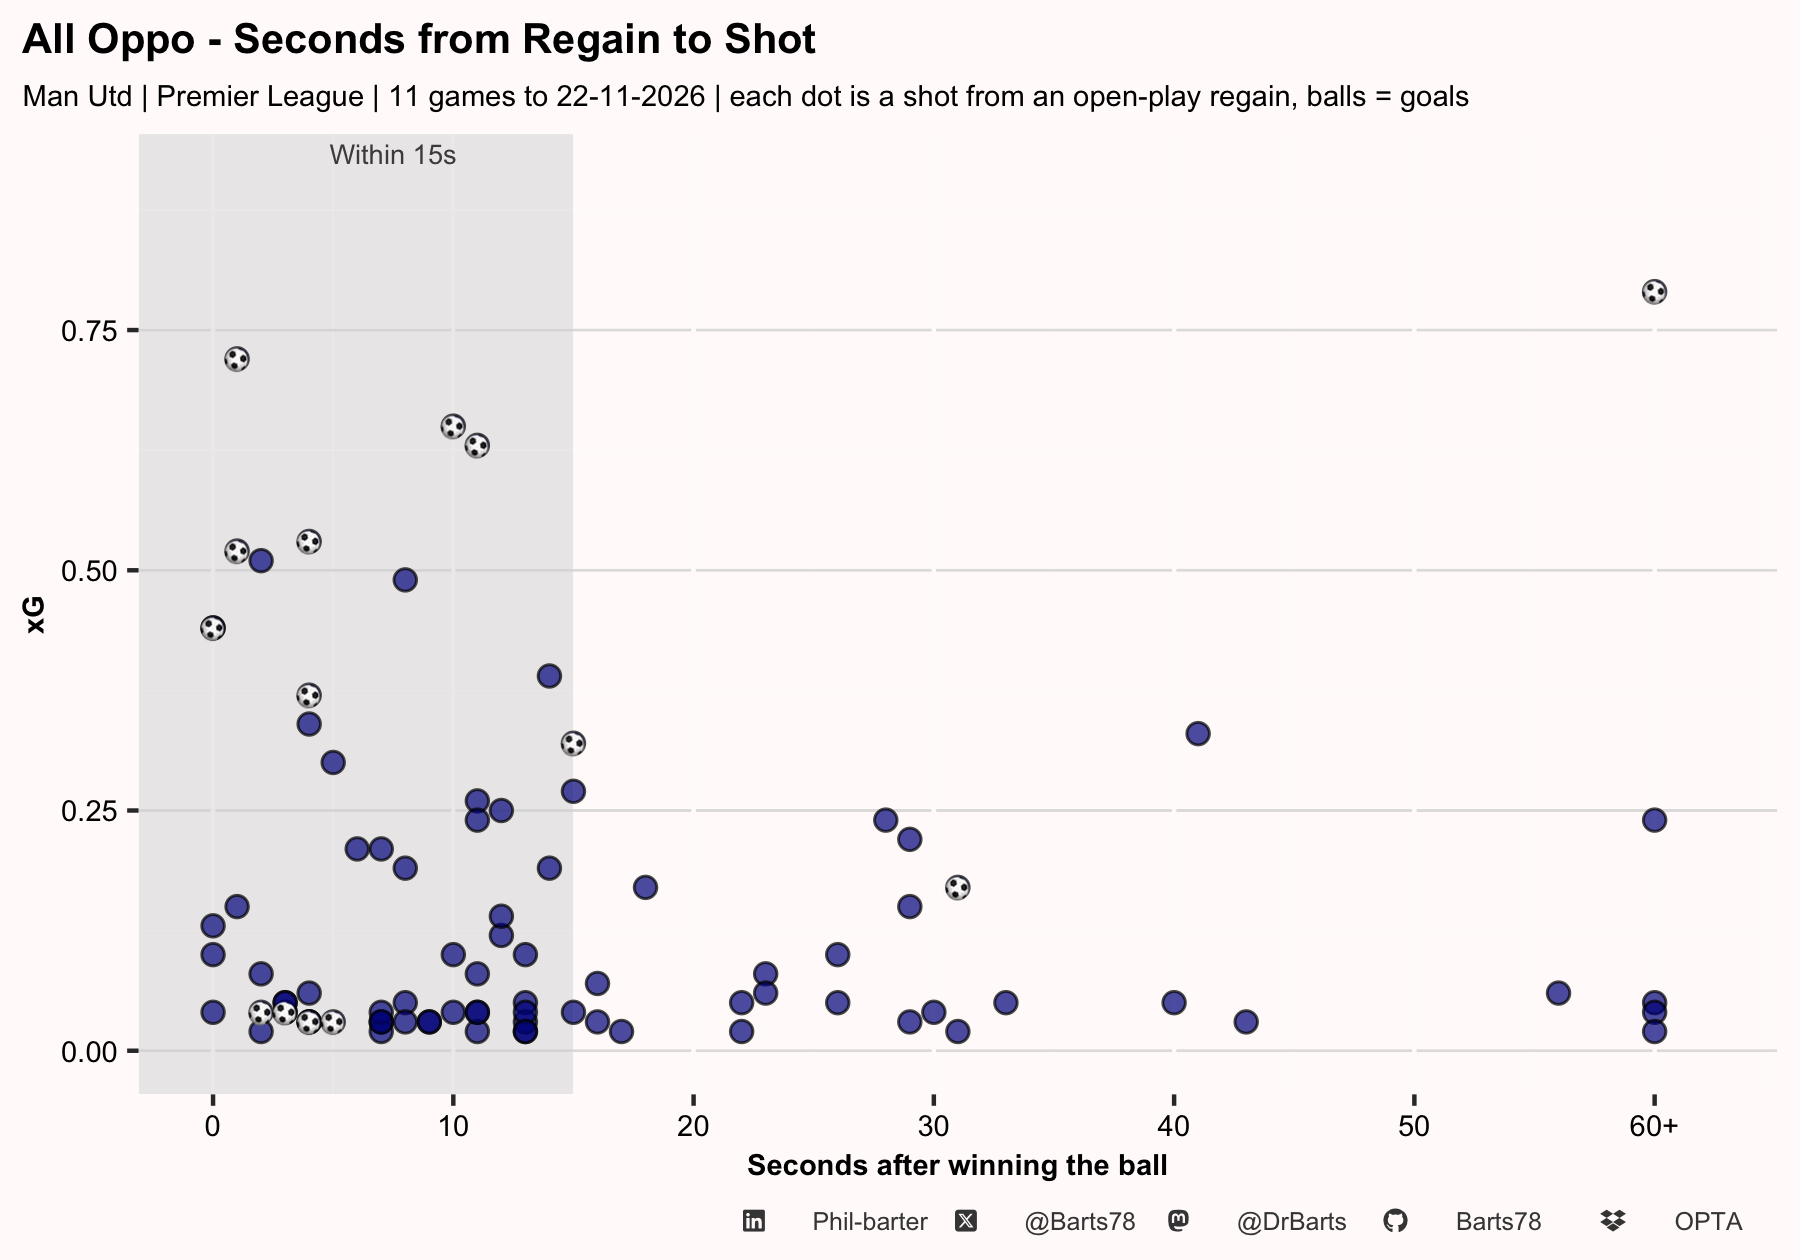 All Oppo - Seconds from Regain to Shot
Man Utd | Premier League | 11 games to 22-11-2026 | each dot is a shot from an open-play regain, balls = goals
Within 15s
0.75
0.50
0.25
0.00
xG
0 10 20 30 40 50 60+
Seconds after winning the ball
in Phil-barter X @Barts78 m @DrBarts Barts78 OPTA